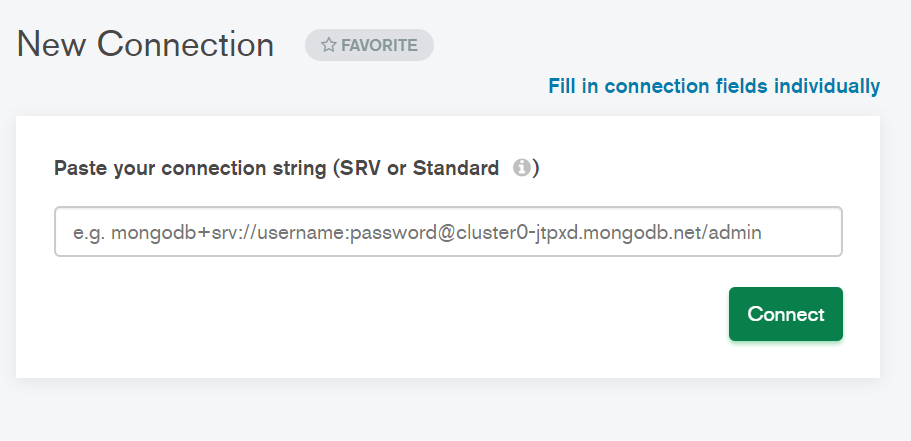 New Connection
FAVORITE
Fill in connection fields individually
Paste your connection string (SRV or Standard )
e.g. mongodb+srv://username:password@cluster0-jtpxd.mongodb.net/admin
Connect